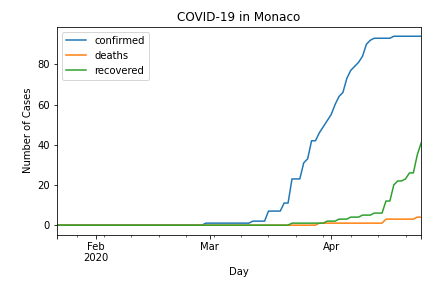 COVID-19 in Monaco
confirmed
deaths
recovered
Number of Cases
80
60
40
20
0
Feb
2020
Mar
Apr
Day